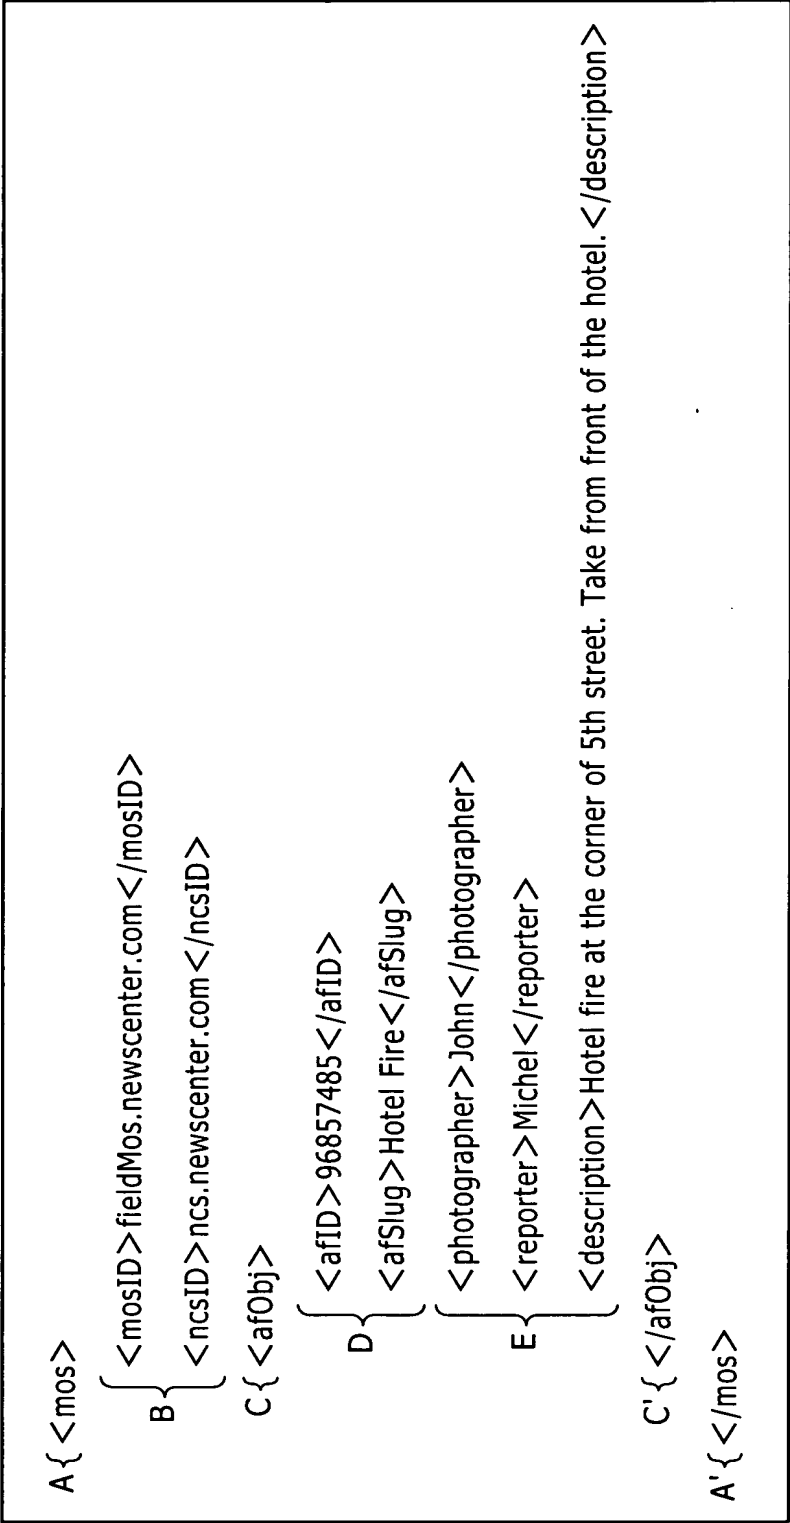 A{<mos>
<mosID>fieldMos.newscenter.com</mosID>
B
<ncsID>ncs.newscenter.com</ncsID>
C{<afObj>
<afID>96857485</afID>
D
<afSlug>Hotel Fire</afSlug>
<photographer>John</photographer>
E
<reporter>Michel</reporter>
<description>Hotel fire at the corner of 5th street. Take from front of the hotel.</description>
C'{</afObj>
A'{</mos>